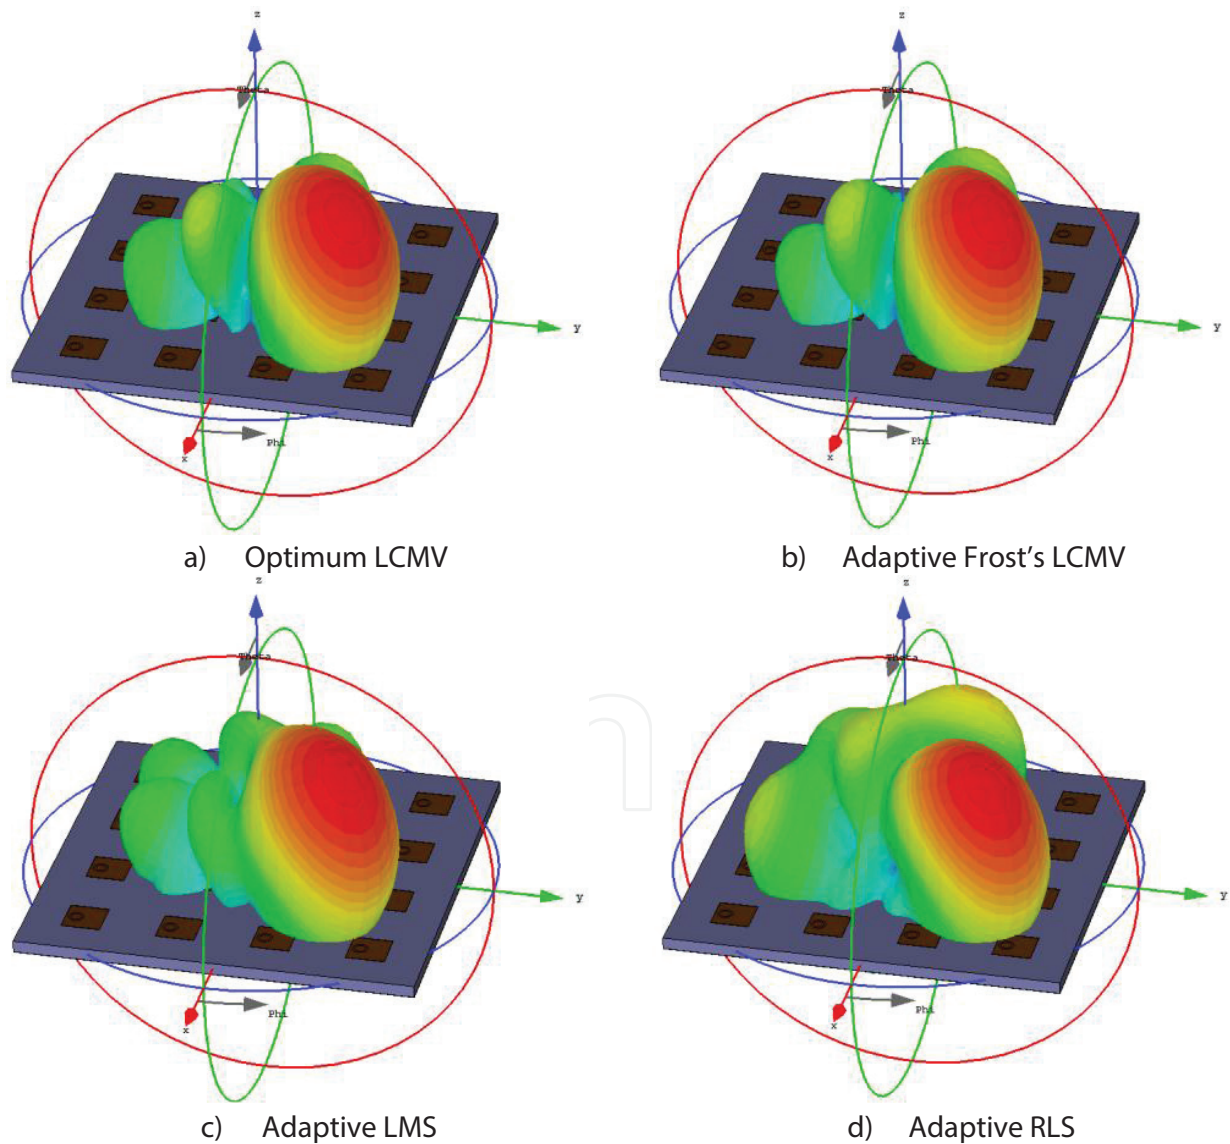 z z
Theta Theta
y y
Phi Phi
x x
a) Optimum LCMV b) Adaptive Frost’s LCMV
z z
Theta Theta
y y
Phi Phi
x x
c) Adaptive LMS d) Adaptive RLS